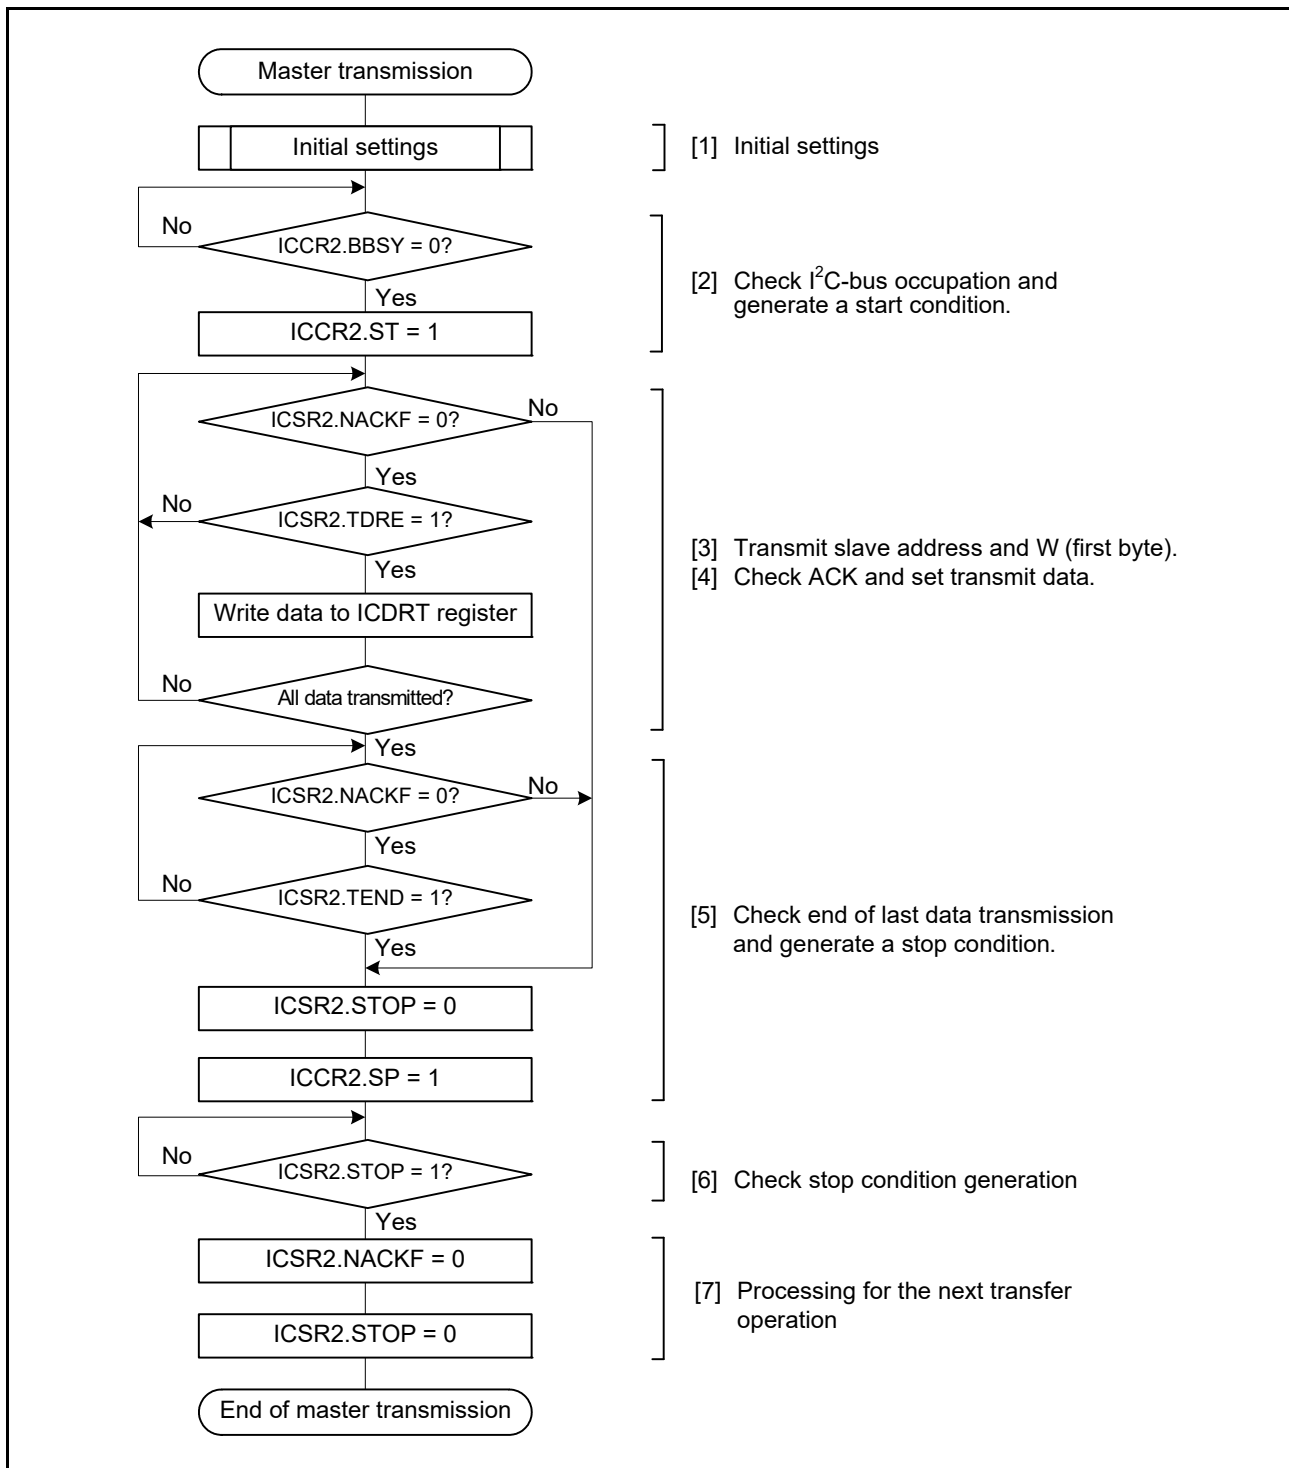 Master transmission
Initial settings
[1] Initial settings
No
ICCR2.BBSY = 0?
Yes
[2] Check I²C-bus occupation and
generate a start condition.
ICCR2.ST = 1
ICSR2.NACKF = 0?
No
Yes
No
ICSR2.TDRE = 1?
Yes
[3] Transmit slave address and W (first byte).
[4] Check ACK and set transmit data.
Write data to ICDRT register
No
All data transmitted?
Yes
ICSR2.NACKF = 0?
No
Yes
No
ICSR2.TEND = 1?
Yes
[5] Check end of last data transmission
and generate a stop condition.
ICSR2.STOP = 0
ICCR2.SP = 1
No
ICSR2.STOP = 1?
Yes
[6] Check stop condition generation
ICSR2.NACKF = 0
[7] Processing for the next transfer
operation
ICSR2.STOP = 0
End of master transmission